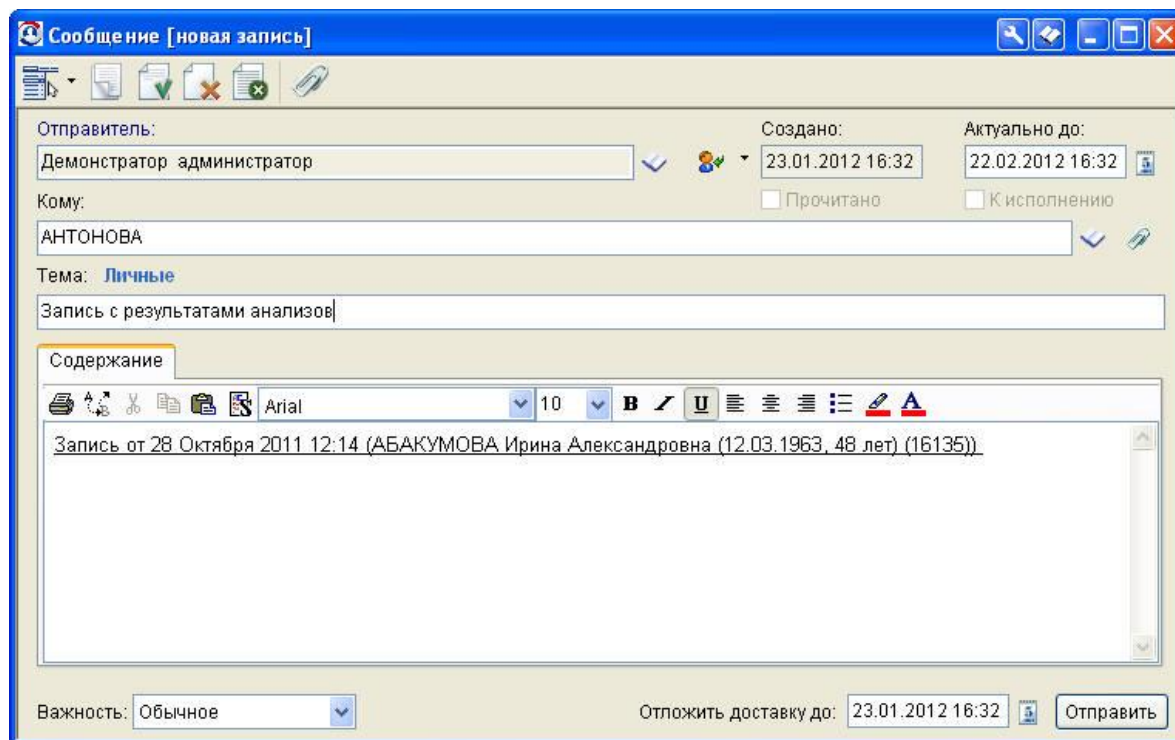 Сообщение [новая запись]
Отправитель:
Создано:
Актуально до:
Демонстратор администратор
23.01.2012 16:32
22.02.2012 16:32
Кому:
Прочитано
К исполнению
АНТОНОВА
Тема: Личные
Запись с результатами анализов
Содержание
Arial
10
B I U A
Запись от 28 Октября 2011 12:14 (АБАКУМОВА Ирина Александровна (12.03.1963, 48 лет) (16135))
Важность: Обычное
Отложить доставку до: 23.01.2012 16:32
Отправить